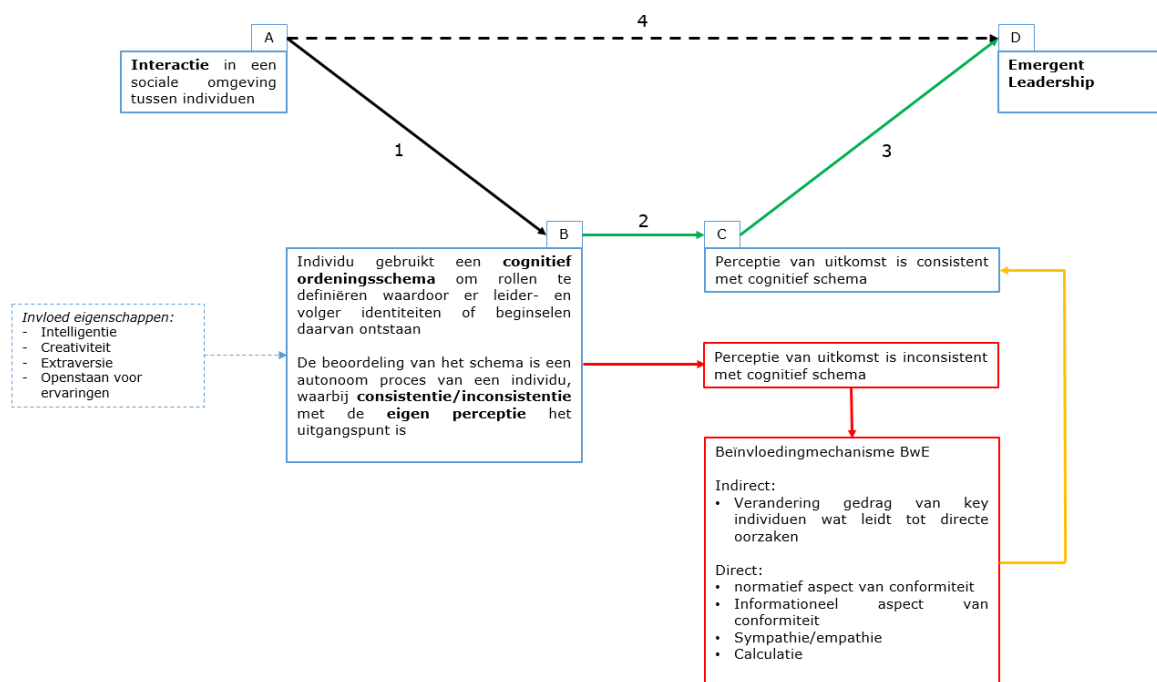 4
A
D
Interactie in een
sociale omgeving
tussen individuen
Emergent
Leadership
1
3
2
B
C
Individu gebruikt een cognitief
ordeningsschema om rollen te
definiëren waardoor er leider- en
volger identiteiten of beginselen
daarvan ontstaan
De beoordeling van het schema is een
autonoom proces van een individu,
waarbij consistentie/inconsistentie
met de eigen perceptie het
uitgangspunt is
Perceptie van uitkomst is consistent
met cognitief schema
Invloed eigenschappen:
- Intelligentie
- Creativiteit
- Extraversie
- Openstaan voor
ervaringen
Perceptie van uitkomst is inconsistent
met cognitief schema
Beïnvloedingmechanisme BwE
Indirect:
• Verandering gedrag van key
individuen wat leidt tot directe
oorzaken
Direct:
• normatief aspect van conformiteit
• Informationeel aspect van
conformiteit
• Sympathie/empathie
• Calculatie